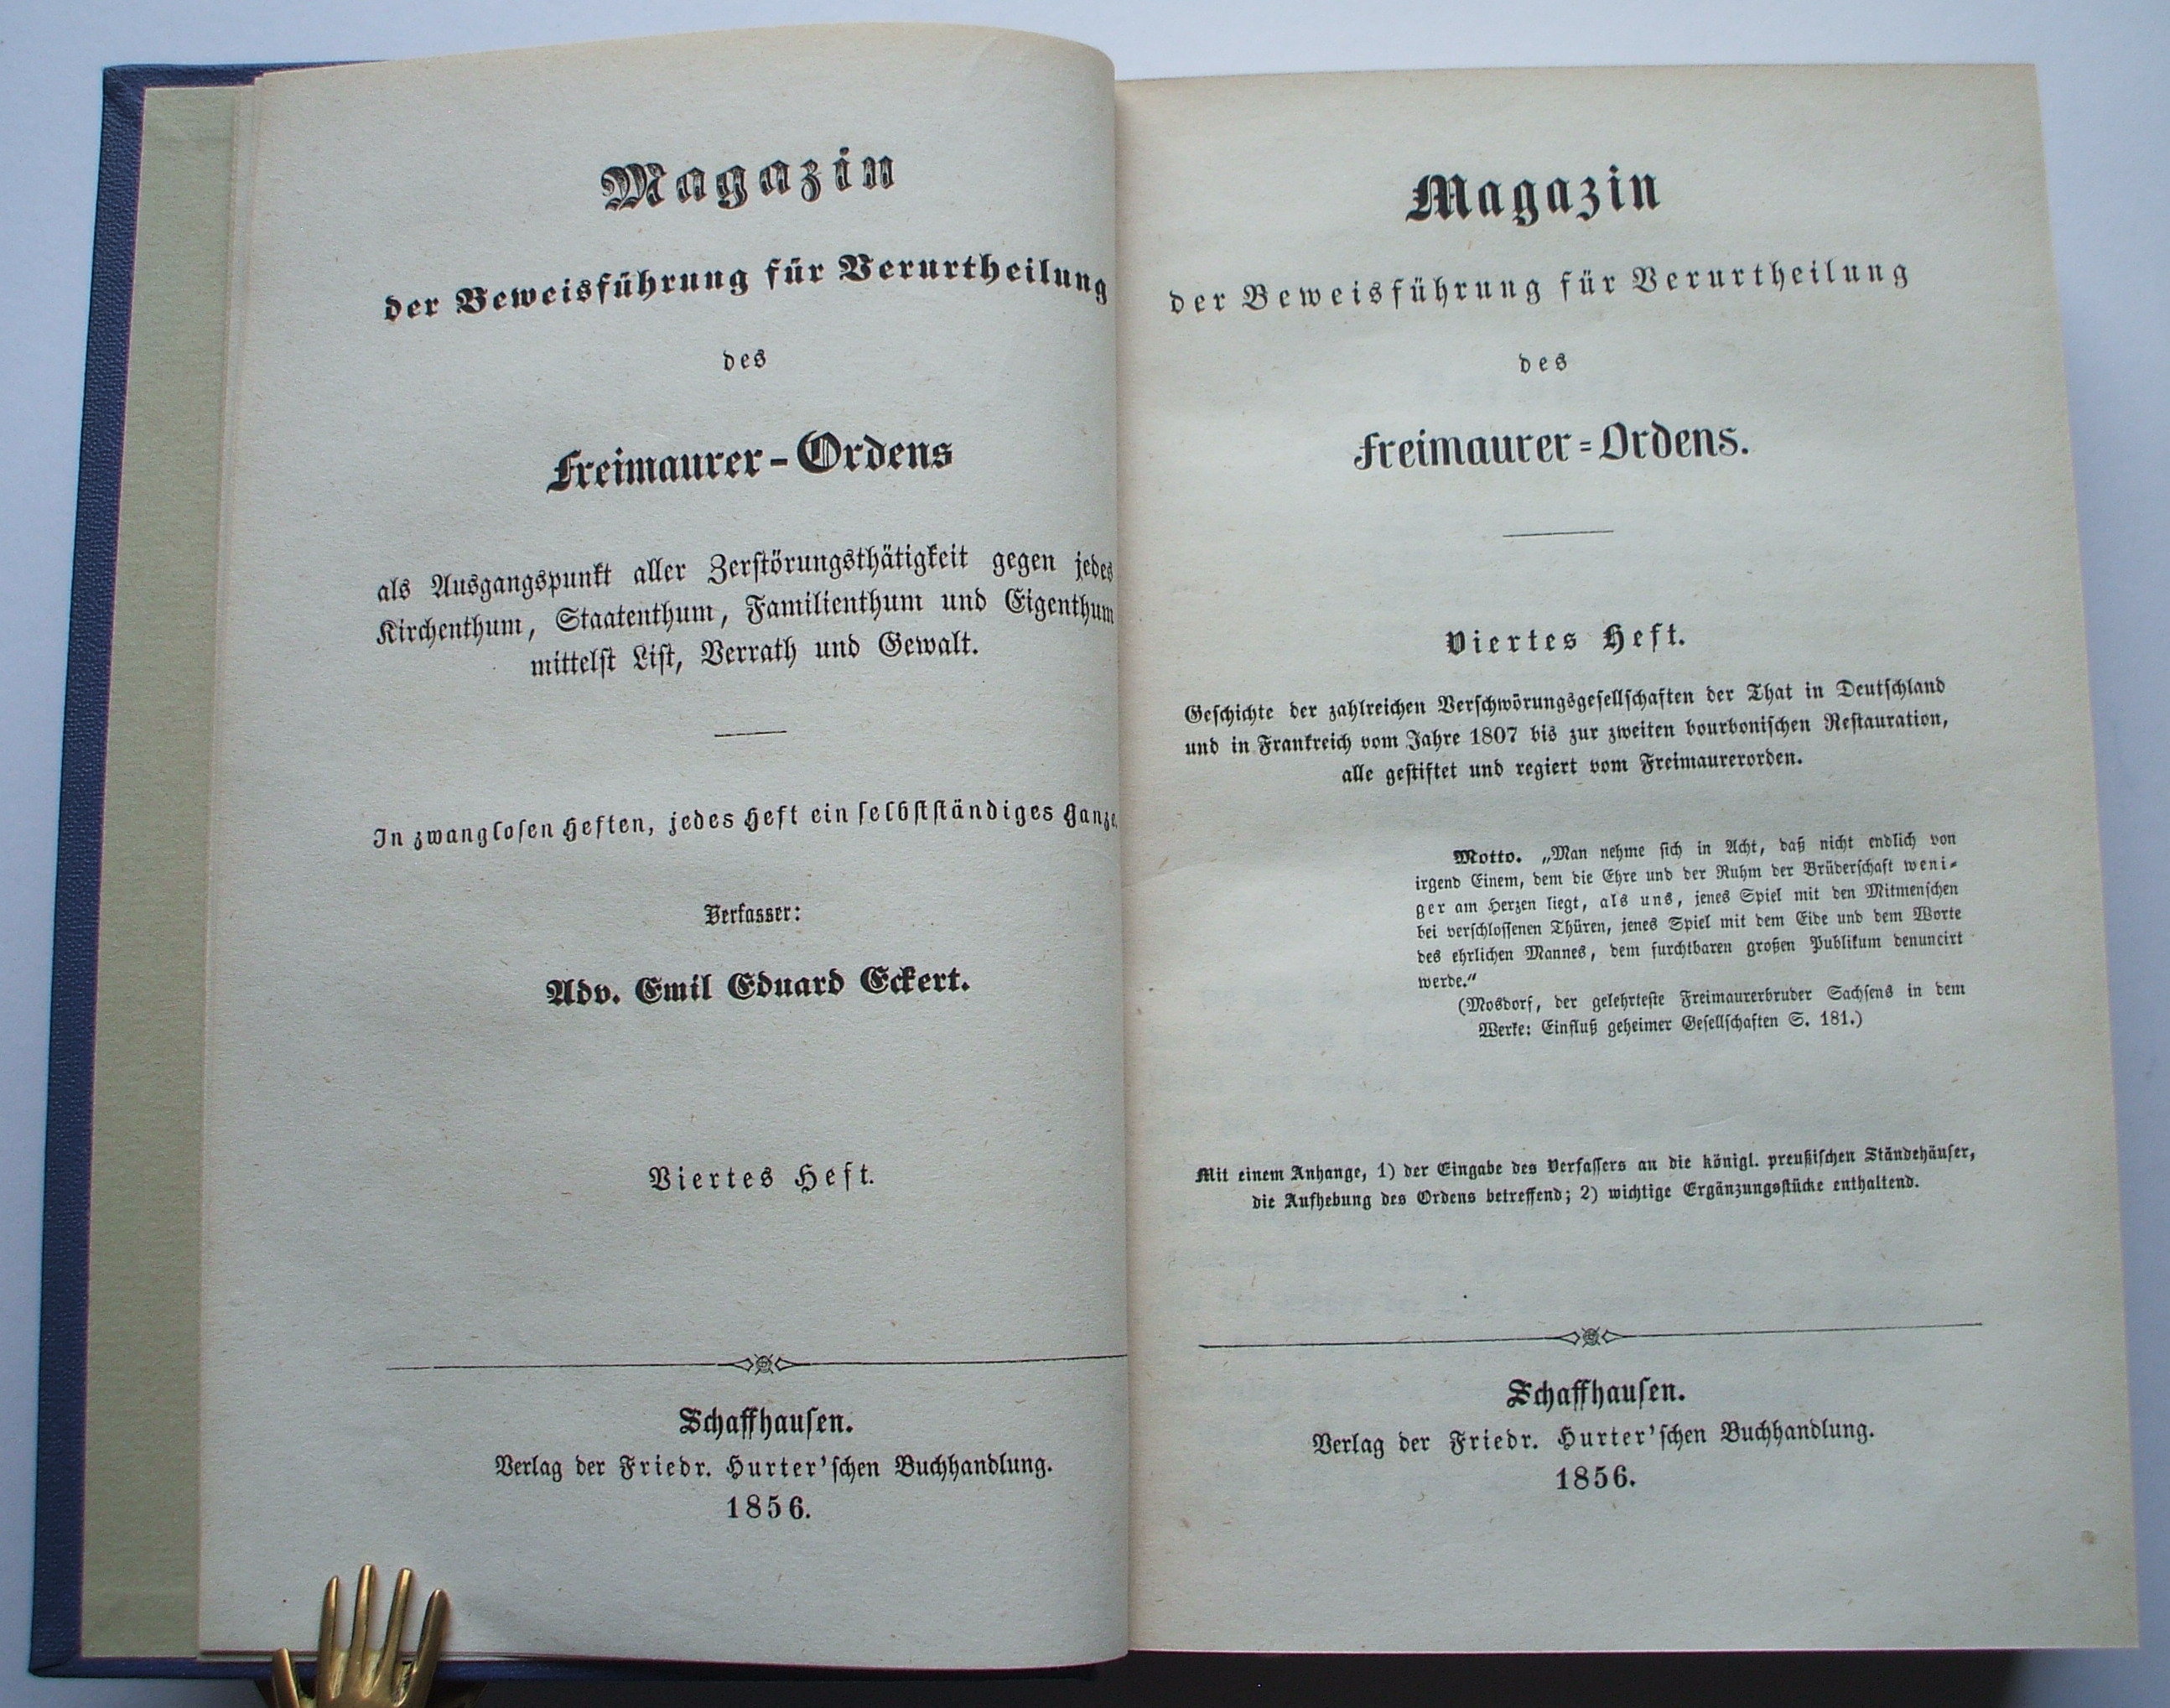 Magazin
der Beweisführung für Verurtheilung
des
Freimaurer-Ordens
als Ausgangspunkt aller Zerstörungsthätigkeit gegen jedes
Kirchenthum, Staatenthum, Familienthum und Eigenthum
mittelst List, Verrath und Gewalt.
In zwanglosen Heften, jedes Heft ein selbstständiges Ganze
Verfasser:
Adv. Emil Eduard Eckert.
Viertes Heft.
Schaffhausen.
Verlag der Friedr. Hurter'schen Buchhandlung.
1856.
Magazin
der Beweisführung für Verurtheilung
des
Freimaurer-Ordens.
Viertes Heft.
Geschichte der zahlreichen Verschwörungsgesellschaften der That in Deutschland
und in Frankreich vom Jahre 1807 bis zur zweiten bourbonischen Restauration,
alle gestiftet und regiert vom Freimaurerorden.
Motto. „Man nehme sich in Acht, daß nicht endlich von
irgend Einem, dem die Ehre und der Ruhm der Brüderschaft weni-
ger am Herzen liegt, als uns, jenes Spiel mit den Mitmenschen
bei verschlossenen Thüren, jenes Spiel mit dem Eide und dem Worte
des ehrlichen Mannes, dem furchtbaren großen Publikum denuncirt
werde.“
(Mosdorf, der gelehrteste Freimaurerbruder Sachsens in dem
Werke: Einfluß geheimer Gesellschaften S. 181.)
Mit einem Anhange, 1) der Eingabe des Verfassers an die königl. preußischen Ständehäuser,
die Aufhebung des Ordens betreffend; 2) wichtige Ergänzungsstücke enthaltend.
Schaffhausen.
Verlag der Friedr. Hurter'schen Buchhandlung.
1856.